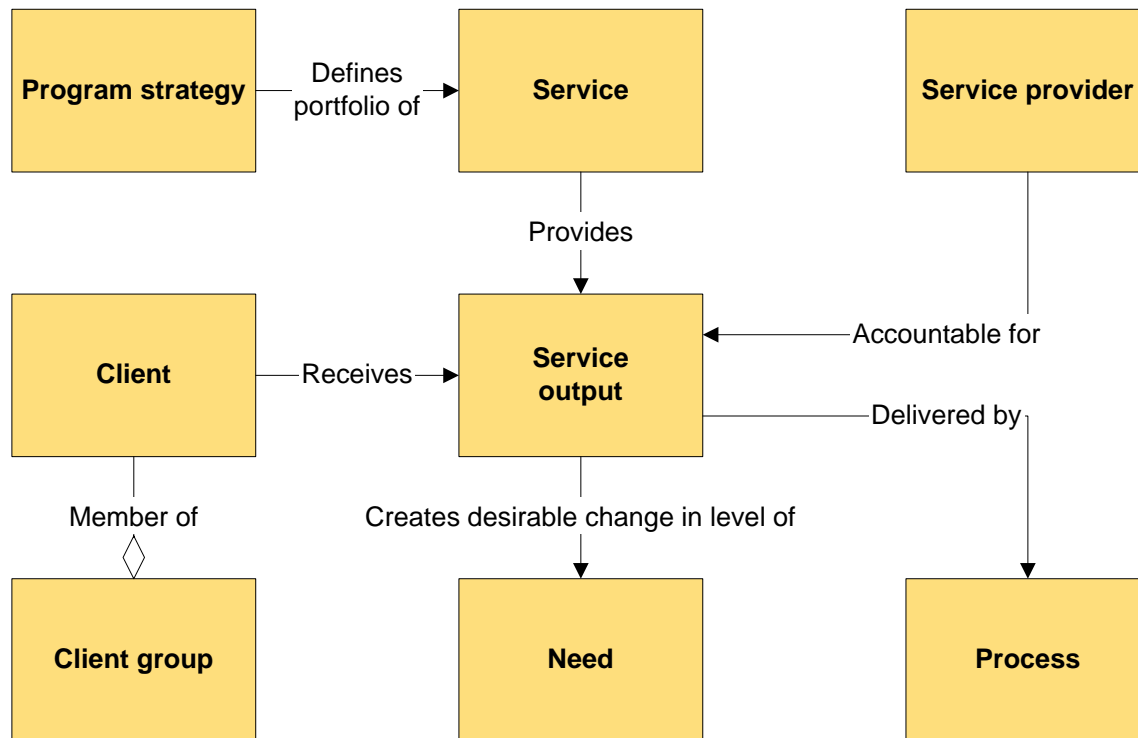 Program strategy
Defines
portfolio of
Service
Service provider
Provides
Client
Receives
Service
output
Accountable for
Delivered by
Member of
Creates desirable change in level of
Client group
Need
Process